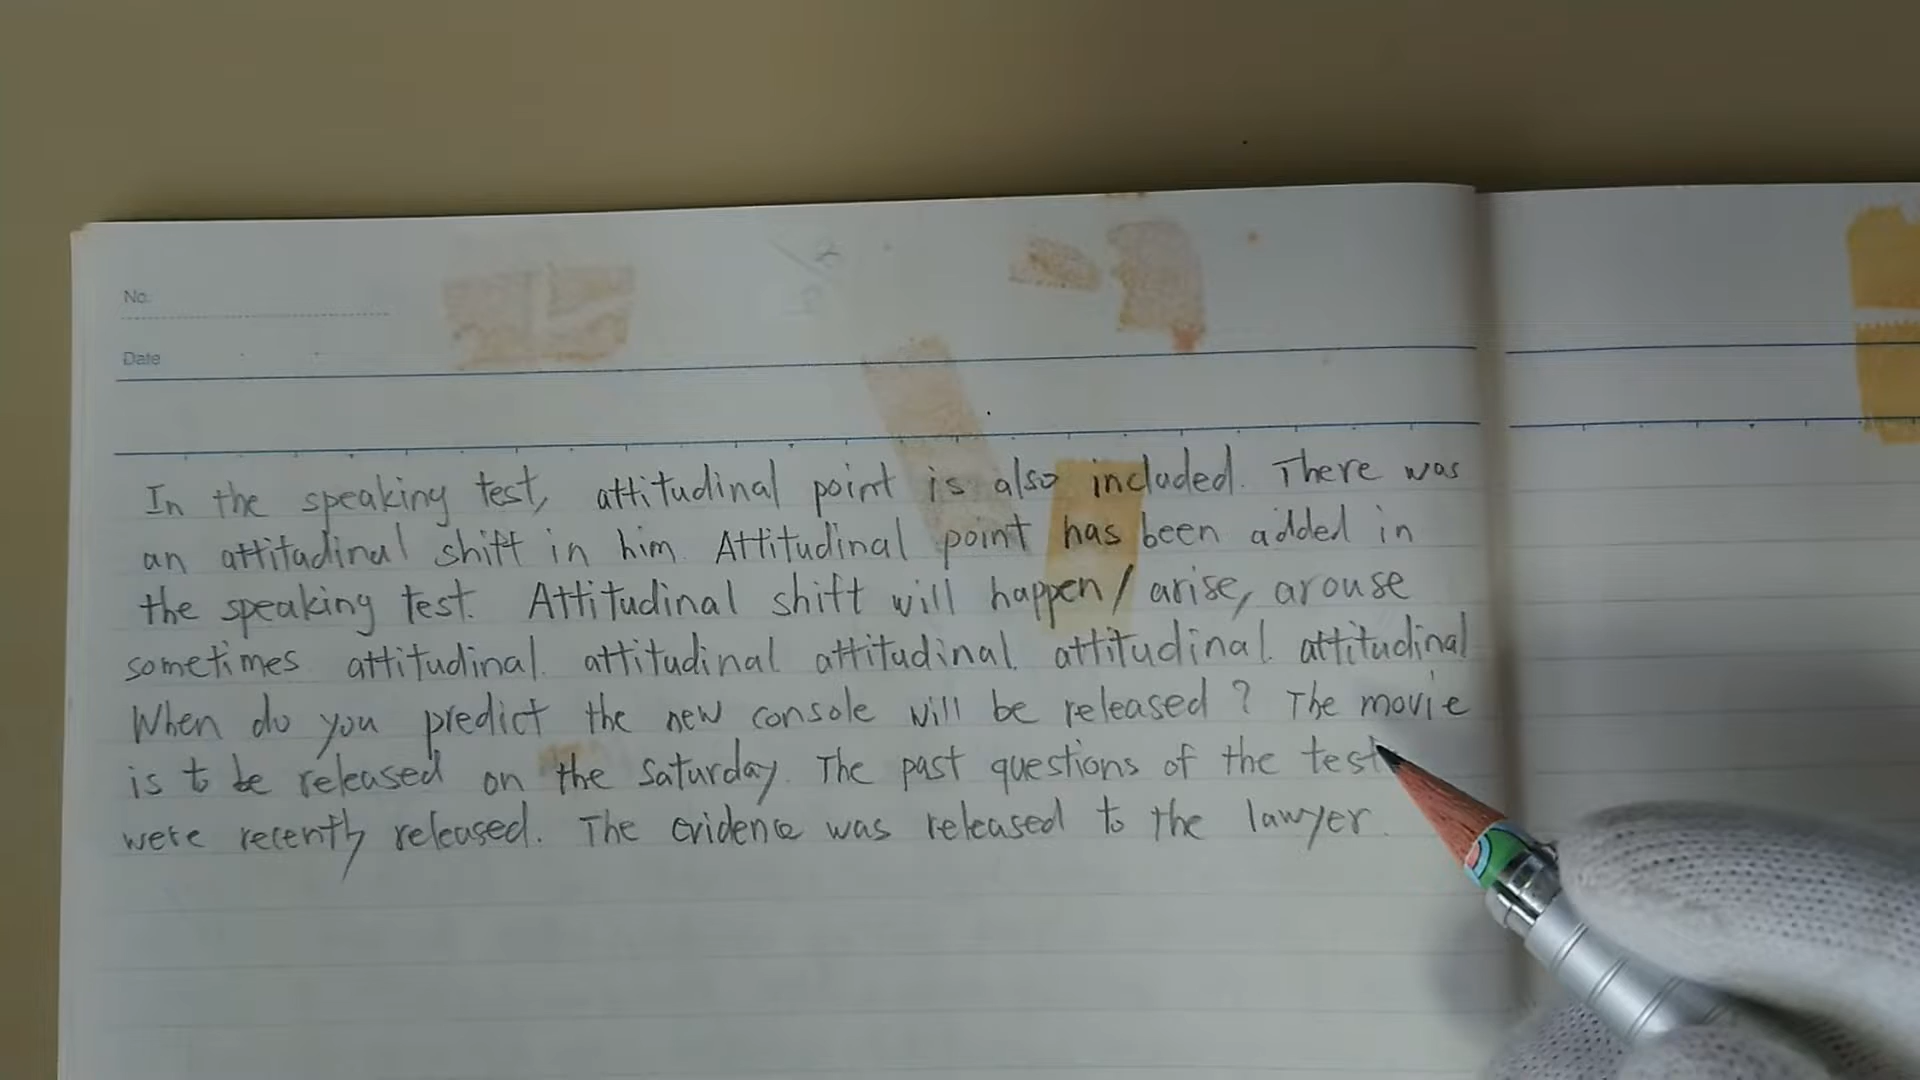 No.
Date
In the speaking test, attitudinal point is also included. There was
an attitudinal shift in him. Attitudinal point has been added in
the speaking test. Attitudinal shift will happen / arise, arouse
sometimes attitudinal. attitudinal attitudinal. attitudinal. attitudinal
When do you predict the new console will be released? The movie
is to be released on the Saturday. The past questions of the test
were recently released. The evidence was released to the lawyer.